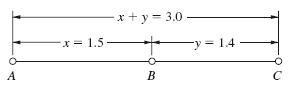 x + y = 3.0
x = 1.5 y = 1.4
A B C